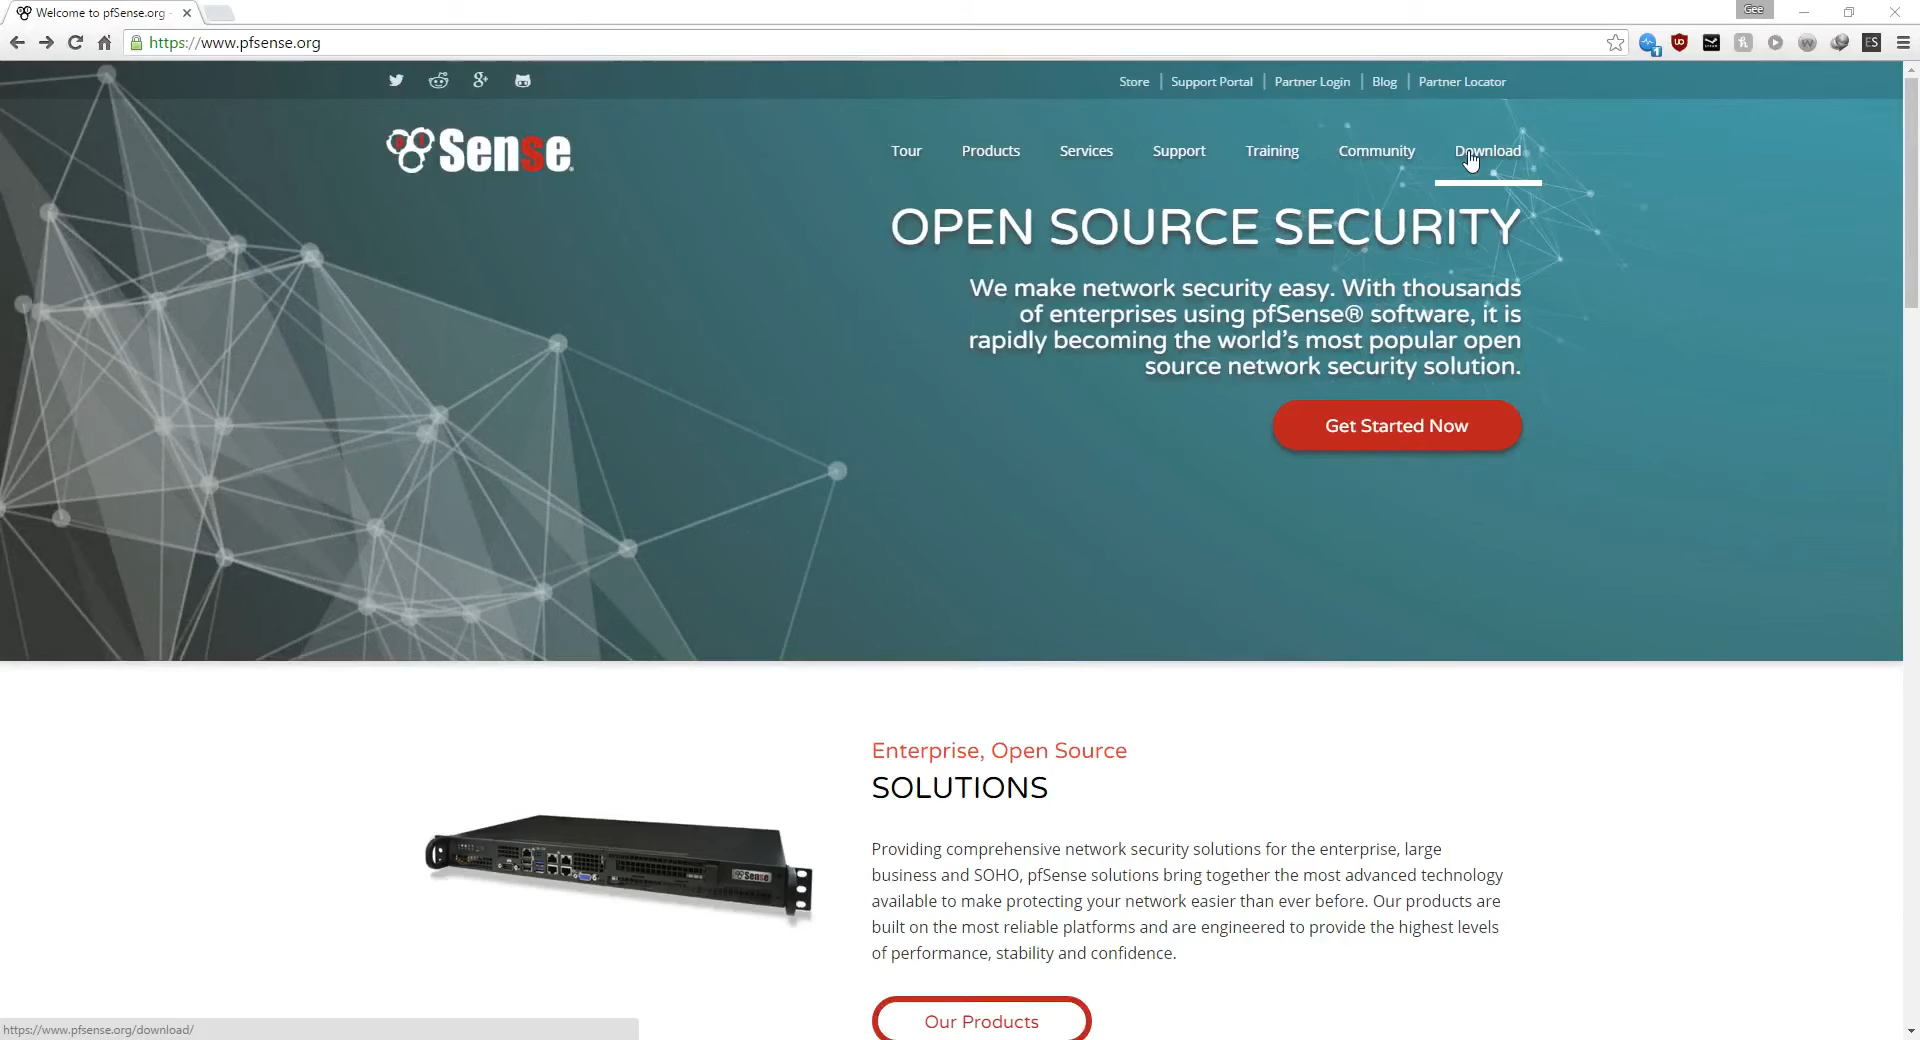 Welcome to pfSense.org
Gee
https://www.pfsense.org
ES
Store
Support Portal
Partner Login
Blog
Partner Locator
Sense
Tour
Products
Services
Support
Training
Community
Download
OPEN SOURCE SECURITY
We make network security easy. With thousands
of enterprises using pfSense® software, it is
rapidly becoming the world's most popular open
source network security solution.
Get Started Now
Enterprise, Open Source
SOLUTIONS
Sense
Providing comprehensive network security solutions for the enterprise, large
business and SOHO, pfSense solutions bring together the most advanced technology
available to make protecting your network easier than ever before. Our products are
built on the most reliable platforms and are engineered to provide the highest levels
of performance, stability and confidence.
Our Products
https://www.pfsense.org/download/